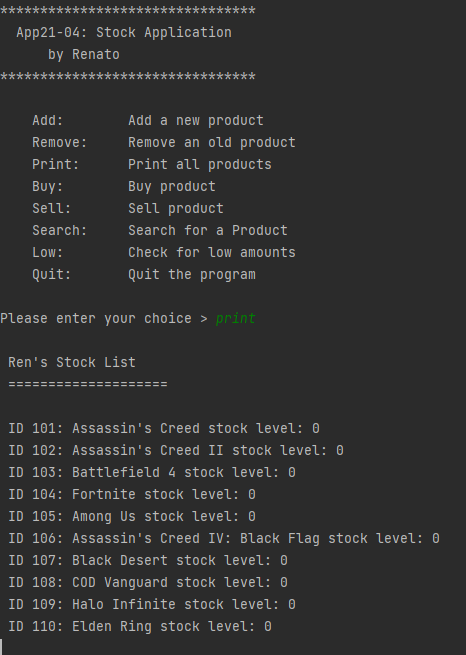 ********************************
App21-04: Stock Application
by Renato
********************************
Add: Add a new product
Remove: Remove an old product
Print: Print all products
Buy: Buy product
Sell: Sell product
Search: Search for a Product
Low: Check for low amounts
Quit: Quit the program
Please enter your choice > print
Ren's Stock List
====================
ID 101: Assassin's Creed stock level: 0
ID 102: Assassin's Creed II stock level: 0
ID 103: Battlefield 4 stock level: 0
ID 104: Fortnite stock level: 0
ID 105: Among Us stock level: 0
ID 106: Assassin's Creed IV: Black Flag stock level: 0
ID 107: Black Desert stock level: 0
ID 108: COD Vanguard stock level: 0
ID 109: Halo Infinite stock level: 0
ID 110: Elden Ring stock level: 0